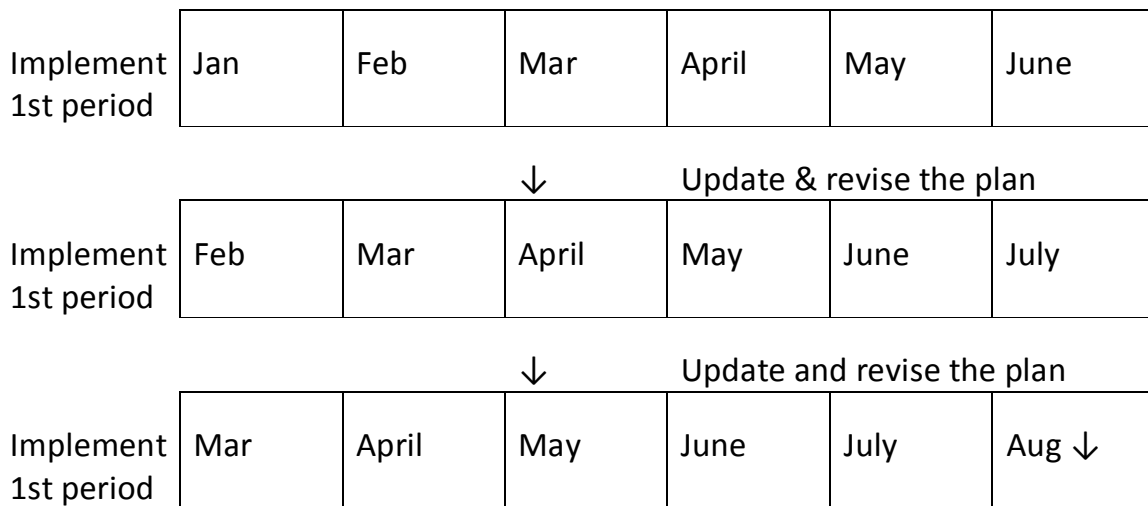 Implement Jan Feb Mar April May June
1st period
↓ Update & revise the plan
Implement Feb Mar April May June July
1st period
↓ Update and revise the plan
Implement Mar April May June July Aug ↓
1st period